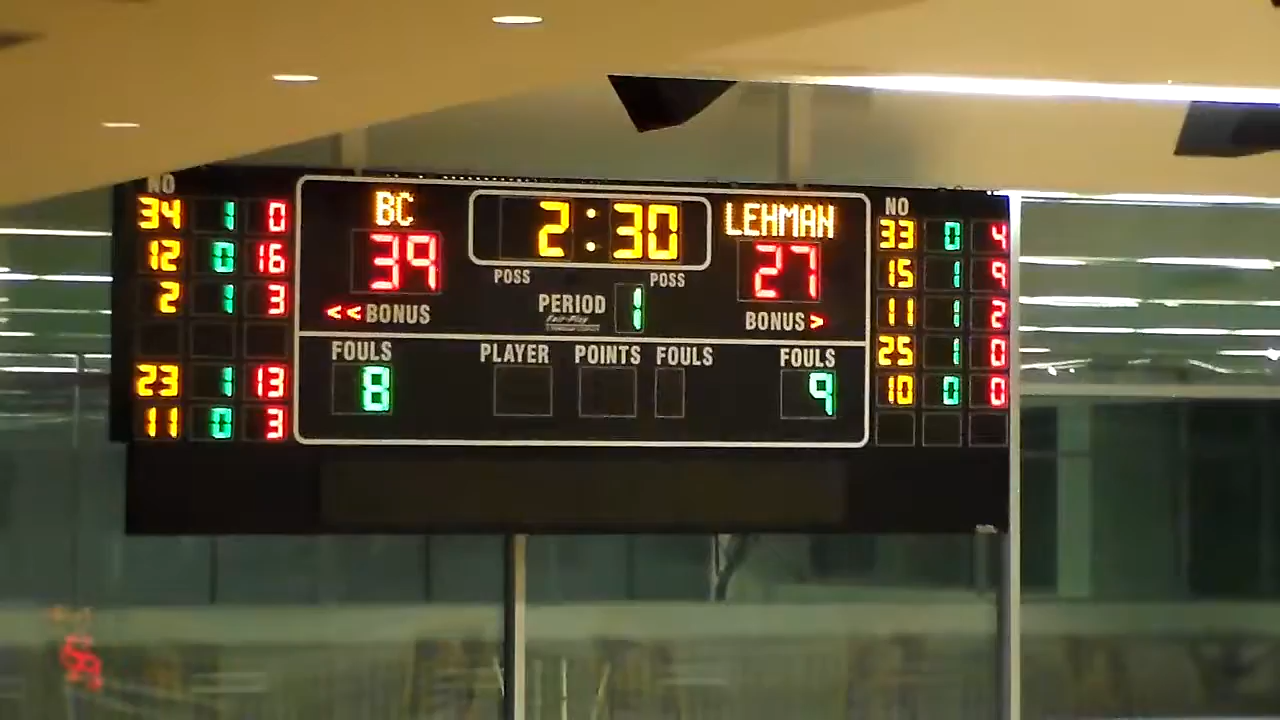 NO
34 1 0
12 0 16
2 1 3
23 1 13
11 0 3
BC
39
<< BONUS
2:30
POSS POSS
PERIOD 1
Fair-Play
LEHMAN
27
BONUS >
FOULS
8
PLAYER POINTS FOULS
FOULS
9
NO
33 0 4
15 1 9
11 1 2
25 1 0
10 0 0